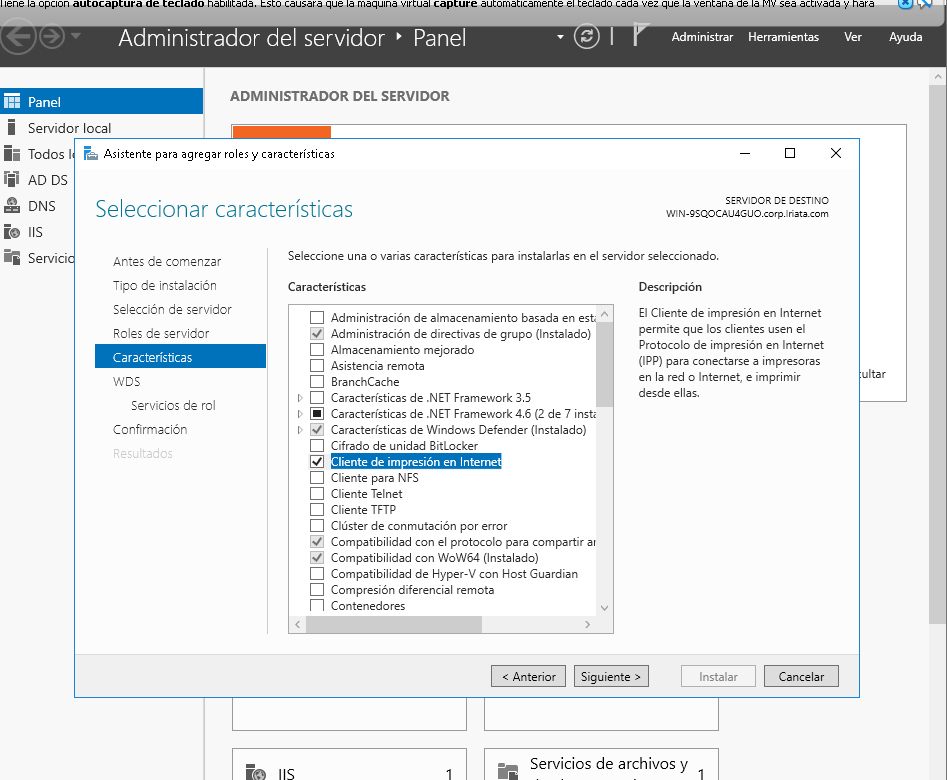 Tiene la opción autocaptura de teclado habilitada. Esto causará que la máquina virtual capture automáticamente el teclado cada vez que la ventana de la MV sea activada y hará
Administrador del servidor ‣ Panel
Administrar Herramientas Ver Ayuda
Panel
Servidor local
Todos l
AD DS
DNS
IIS
Servicio
ADMINISTRADOR DEL SERVIDOR
Asistente para agregar roles y características
Seleccionar características
SERVIDOR DE DESTINO
WIN-9SQOCAU4GUO.corp.lriata.com
Antes de comenzar
Tipo de instalación
Selección de servidor
Roles de servidor
Características
WDS
Servicios de rol
Confirmación
Resultados
Seleccione una o varias características para instalarlas en el servidor seleccionado.
Características
Administración de almacenamiento basada en está
Administración de directivas de grupo (Instalado)
Almacenamiento mejorado
Asistencia remota
BranchCache
Características de .NET Framework 3.5
Características de .NET Framework 4.6 (2 de 7 insta
Características de Windows Defender (Instalado)
Cifrado de unidad BitLocker
Cliente de impresión en Internet
Cliente para NFS
Cliente Telnet
Cliente TFTP
Clúster de conmutación por error
Compatibilidad con el protocolo para compartir ar
Compatibilidad con WoW64 (Instalado)
Compatibilidad de Hyper-V con Host Guardian
Compresión diferencial remota
Contenedores
Descripción
El Cliente de impresión en Internet
permite que los clientes usen el
Protocolo de impresión en Internet
(IPP) para conectarse a impresoras
en la red o Internet, e imprimir
desde ellas.
cultar
< Anterior
Siguiente >
Instalar
Cancelar
IIS 1
Servicios de archivos y 1